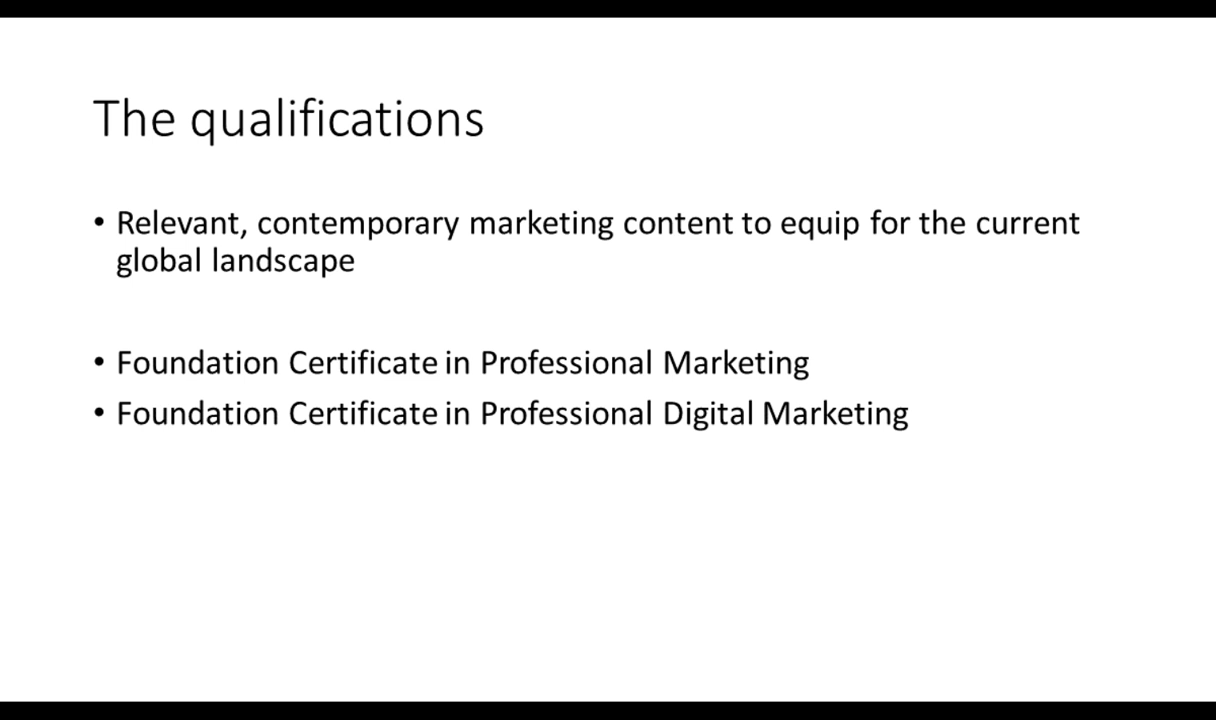 The qualifications
• Relevant, contemporary marketing content to equip for the current
global landscape
• Foundation Certificate in Professional Marketing
• Foundation Certificate in Professional Digital Marketing